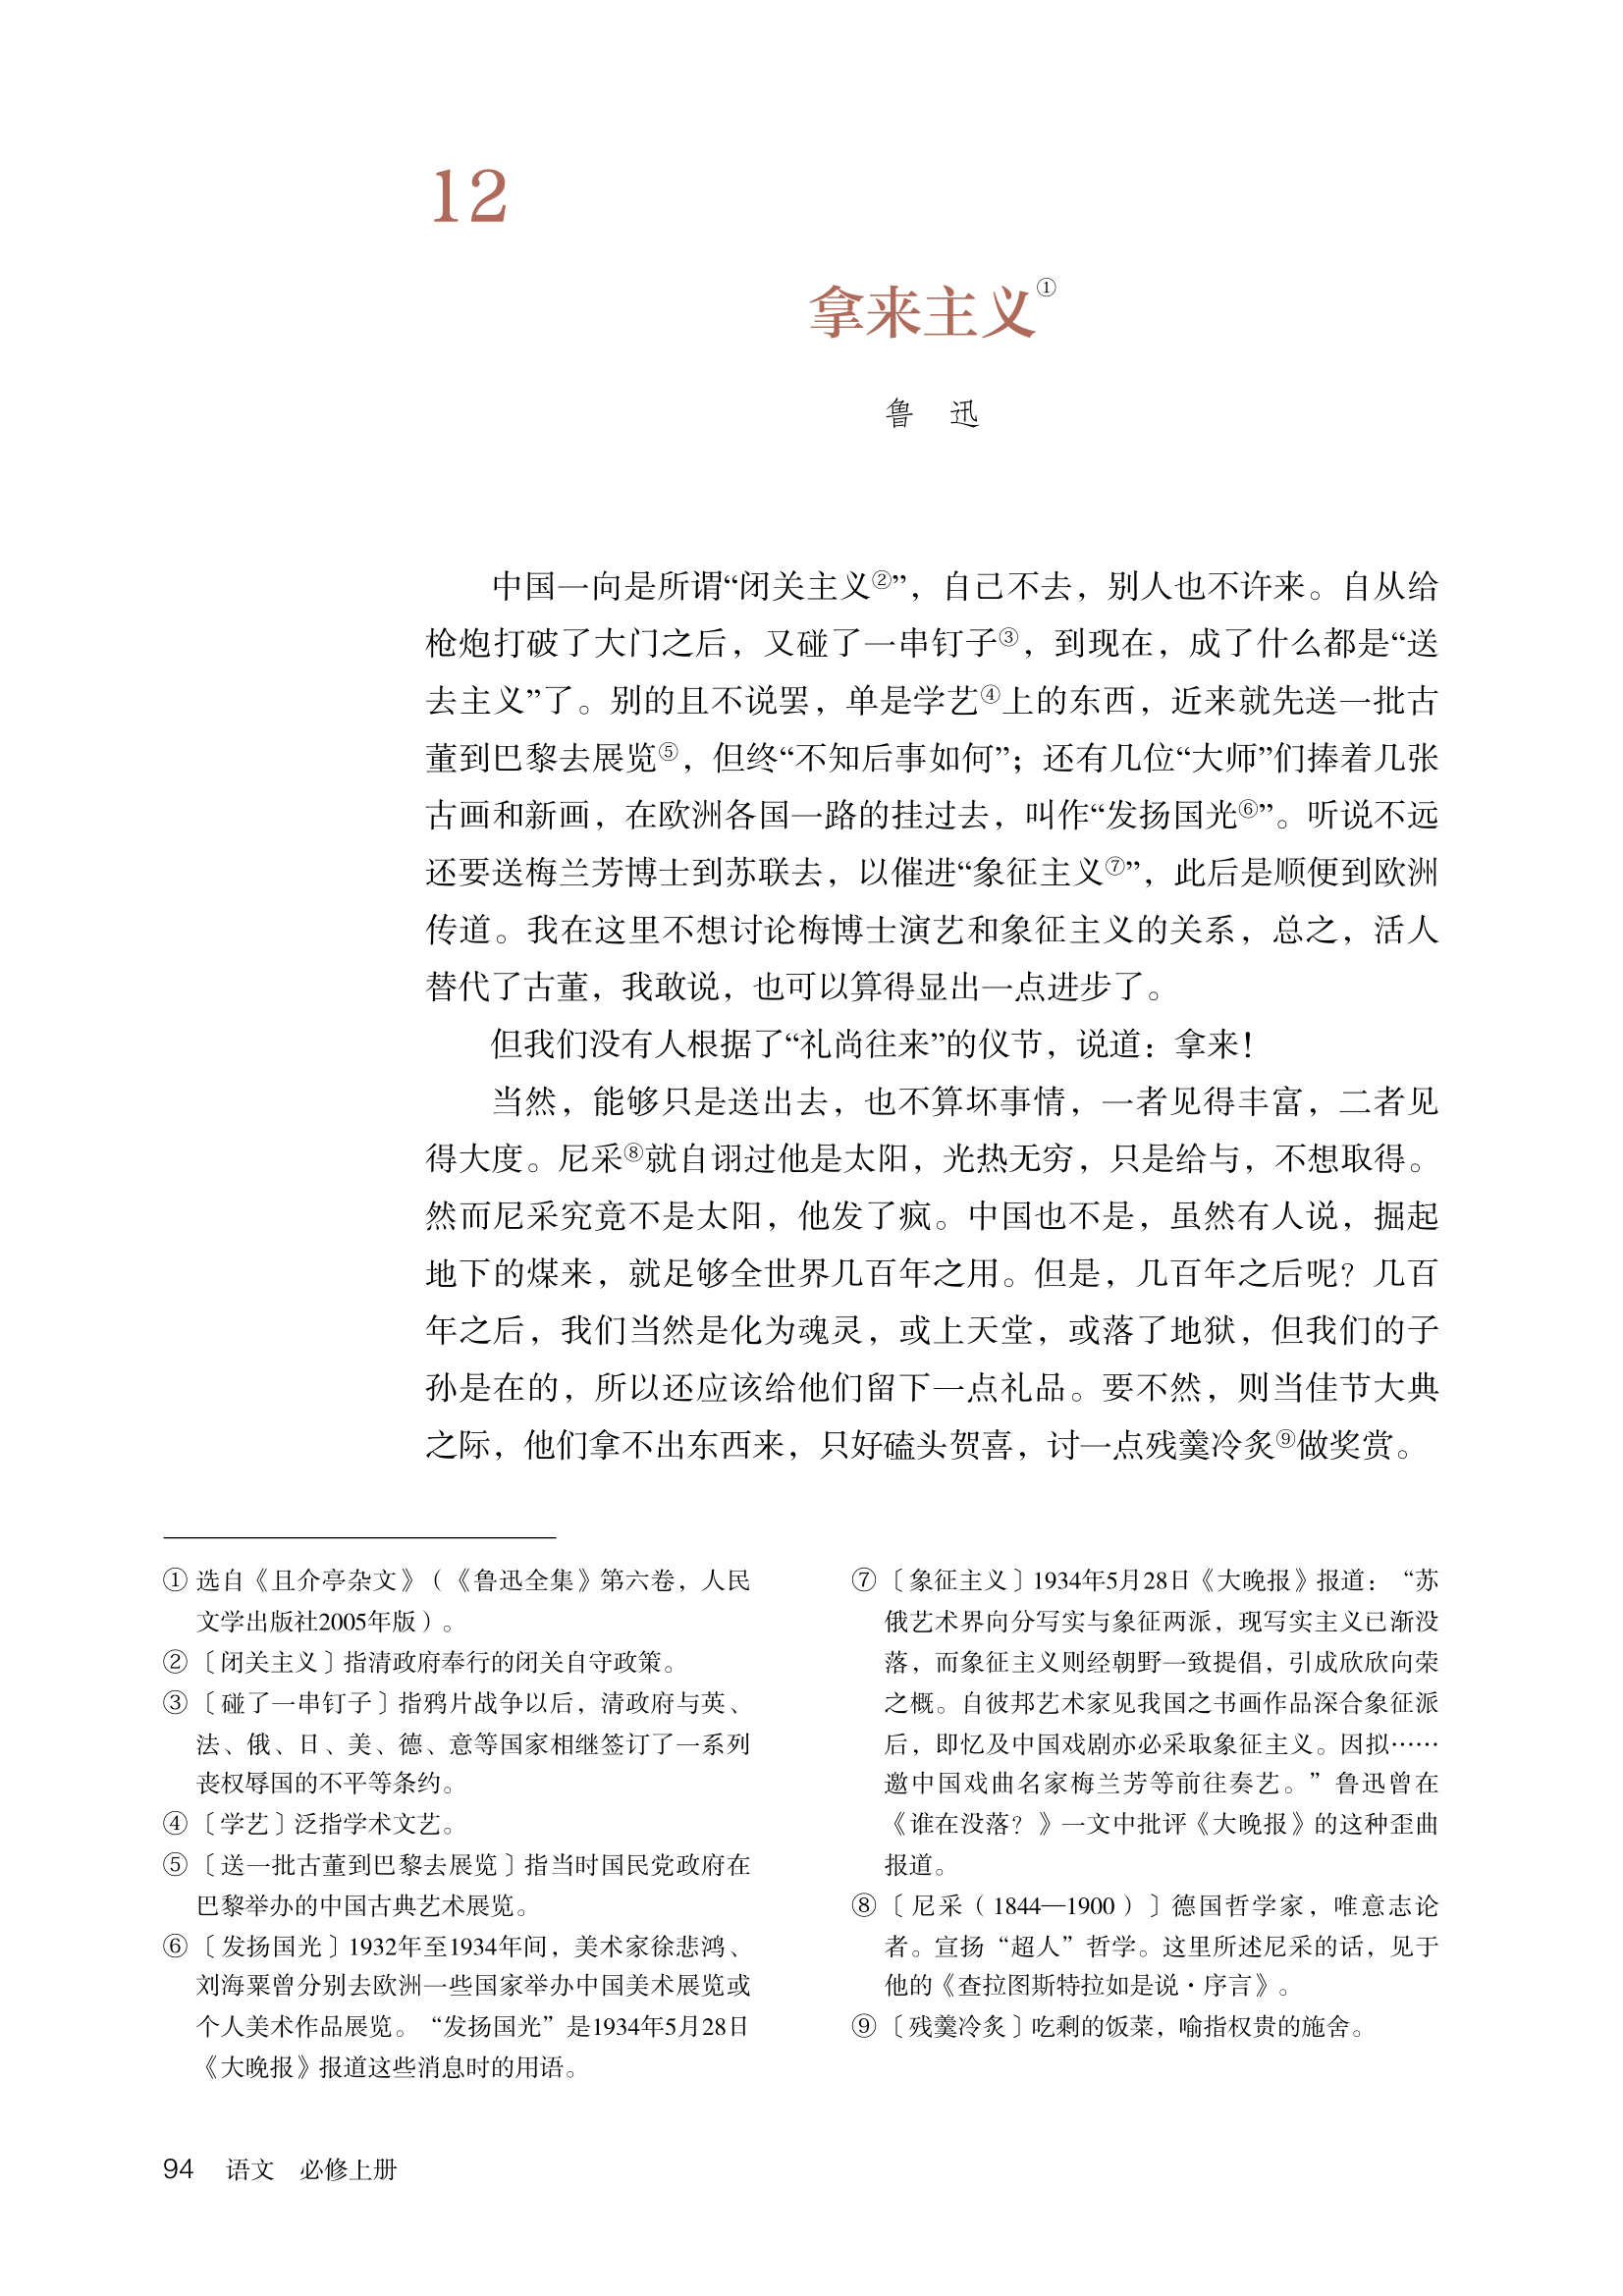 12
拿来主义①
鲁 迅
中国一向是所谓“闭关主义②”，自己不去，别人也不许来。自从给
枪炮打破了大门之后，又碰了一串钉子③，到现在，成了什么都是“送
去主义”了。别的且不说罢，单是学艺④上的东西，近来就先送一批古
董到巴黎去展览⑤，但终“不知后事如何”；还有几位“大师”们捧着几张
古画和新画，在欧洲各国一路的挂过去，叫作“发扬国光⑥”。听说不远
还要送梅兰芳博士到苏联去，以催进“象征主义⑦”，此后是顺便到欧洲
传道。我在这里不想讨论梅博士演艺和象征主义的关系，总之，活人
替代了古董，我敢说，也可以算得显出一点进步了。
但我们没有人根据了“礼尚往来”的仪节，说道：拿来！
当然，能够只是送出去，也不算坏事情，一者见得丰富，二者见
得大度。尼采⑧就自诩过他是太阳，光热无穷，只是给与，不想取得。
然而尼采究竟不是太阳，他发了疯。中国也不是，虽然有人说，掘起
地下的煤来，就足够全世界几百年之用。但是，几百年之后呢？几百
年之后，我们当然是化为魂灵，或上天堂，或落了地狱，但我们的子
孙是在的，所以还应该给他们留下一点礼品。要不然，则当佳节大典
之际，他们拿不出东西来，只好磕头贺喜，讨一点残羹冷炙⑨做奖赏。
① 选自《且介亭杂文》（《鲁迅全集》第六卷，人民
文学出版社2005年版）。
② 〔闭关主义〕指清政府奉行的闭关自守政策。
③ 〔碰了一串钉子〕指鸦片战争以后，清政府与英、
法、俄、日、美、德、意等国家相继签订了一系列
丧权辱国的不平等条约。
④ 〔学艺〕泛指学术文艺。
⑤ 〔送一批古董到巴黎去展览〕指当时国民党政府在
巴黎举办的中国古典艺术展览。
⑥ 〔发扬国光〕1932年至1934年间，美术家徐悲鸿、
刘海粟曾分别去欧洲一些国家举办中国美术展览或
个人美术作品展览。“发扬国光”是1934年5月28日
《大晚报》报道这些消息时的用语。
⑦ 〔象征主义〕1934年5月28日《大晚报》报道：“苏
俄艺术界向分写实与象征两派，现写实主义已渐没
落，而象征主义则经朝野一致提倡，引成欣欣向荣
之概。自彼邦艺术家见我国之书画作品深合象征派
后，即忆及中国戏剧亦必采取象征主义。因拟……
邀中国戏曲名家梅兰芳等前往奏艺。”鲁迅曾在
《谁在没落？》一文中批评《大晚报》的这种歪曲
报道。
⑧ 〔尼采（1844—1900）〕德国哲学家，唯意志论
者。宣扬“超人”哲学。这里所述尼采的话，见于
他的《查拉图斯特拉如是说·序言》。
⑨ 〔残羹冷炙〕吃剩的饭菜，喻指权贵的施舍。
94 语文 必修上册